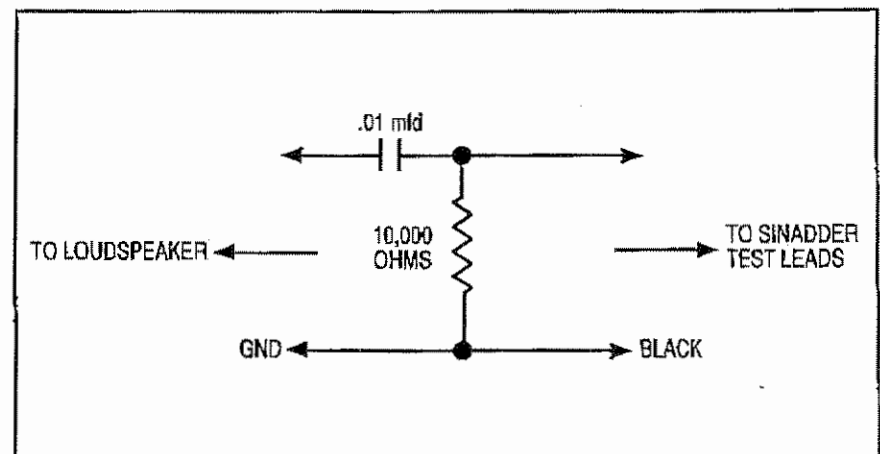 .01 mfd
TO LOUDSPEAKER
10,000
OHMS
TO SINADDER
TEST LEADS
GND
BLACK